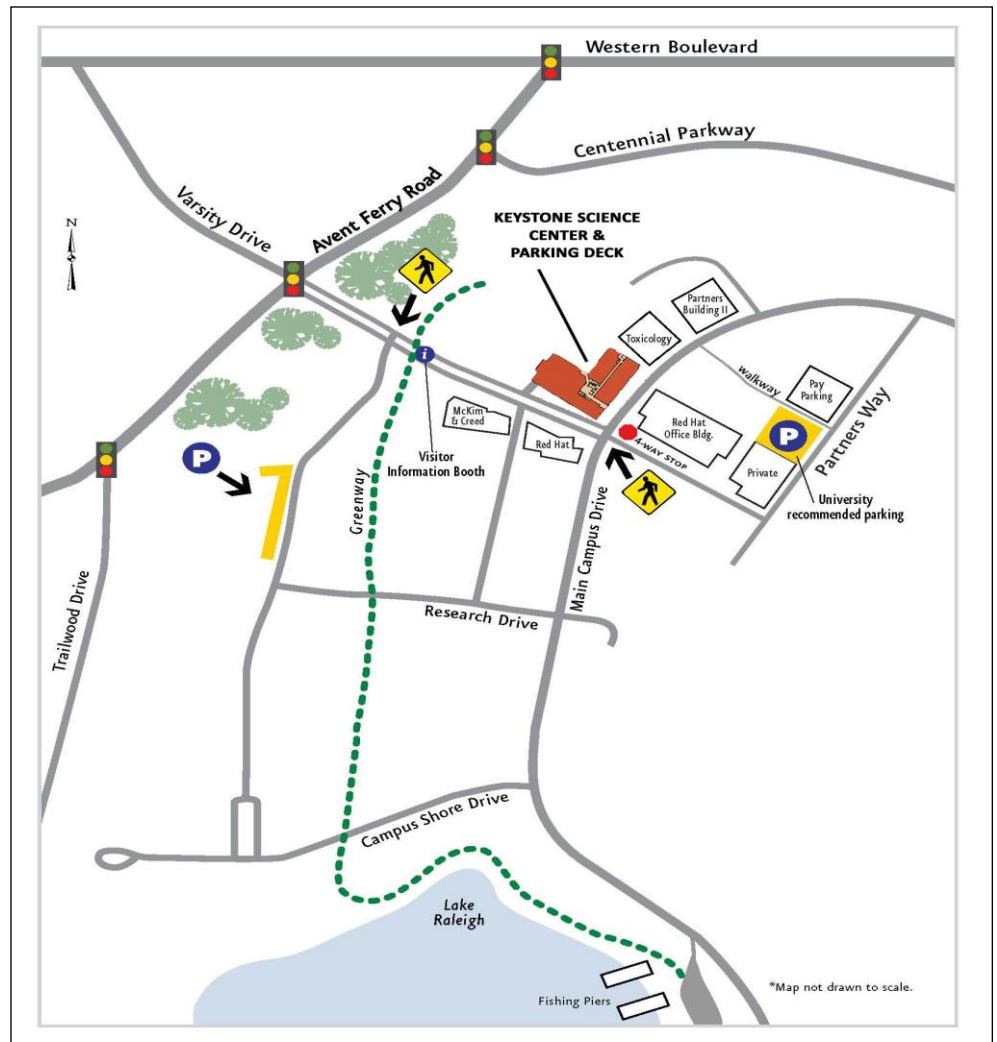 Western Boulevard
Centennial Parkway
Varsity Drive
Avent Ferry Road
N
KEYSTONE SCIENCE
CENTER &
PARKING DECK
Partners
Building II
Toxicology
walkway
Pay
Parking
i
McKim
& Creed
Red Hat
Red Hat
Office Bldg.
P
Partners Way
4-WAY STOP
Private
Visitor
Information Booth
P
University
recommended parking
Greenway
Main Campus Drive
Trailwood Drive
Research Drive
Campus Shore Drive
Lake
Raleigh
Fishing Piers
*Map not drawn to scale.